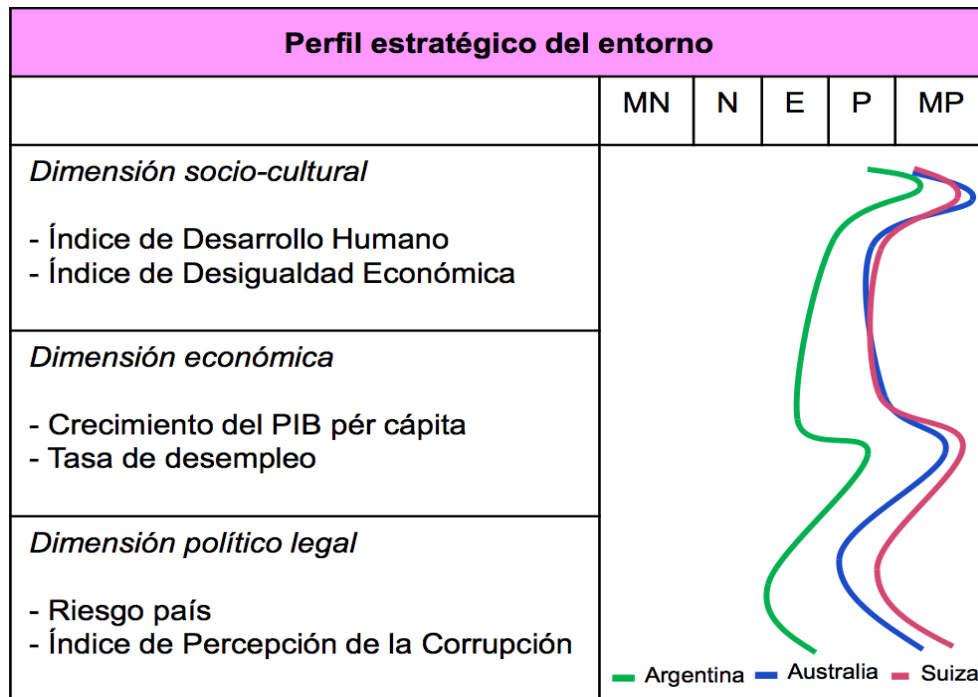 Perfil estratégico del entorno
MN N E P MP
Dimensión socio-cultural
- Índice de Desarrollo Humano
- Índice de Desigualdad Económica
Dimensión económica
- Crecimiento del PIB pér cápita
- Tasa de desempleo
Dimensión político legal
- Riesgo país
- Índice de Percepción de la Corrupción
Argentina Australia Suiza